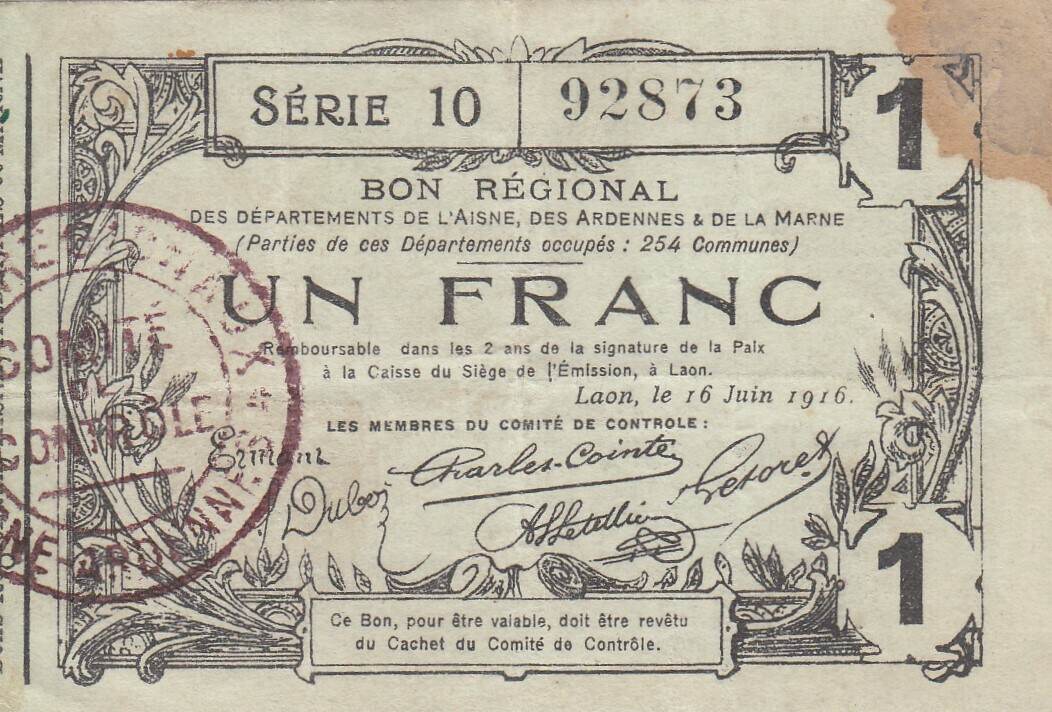 SÉRIE 10
92873
1
BON RÉGIONAL
DES DÉPARTEMENTS DE L'AISNE, DES ARDENNES & DE LA MARNE
(Parties de ces Départements occupés : 254 Communes)
UN FRANC
Remboursable dans les 2 ans de la signature de la Paix
à la Caisse du Siège de l'Émission, à Laon.
Laon, le 16 Juin 1916.
LES MEMBRES DU COMITÉ DE CONTROLE :
Charles-Cointe
1
Ce Bon, pour être valable, doit être revêtu
du Cachet du Comité de Contrôle.
COMITÉ
DE
CONTROLE